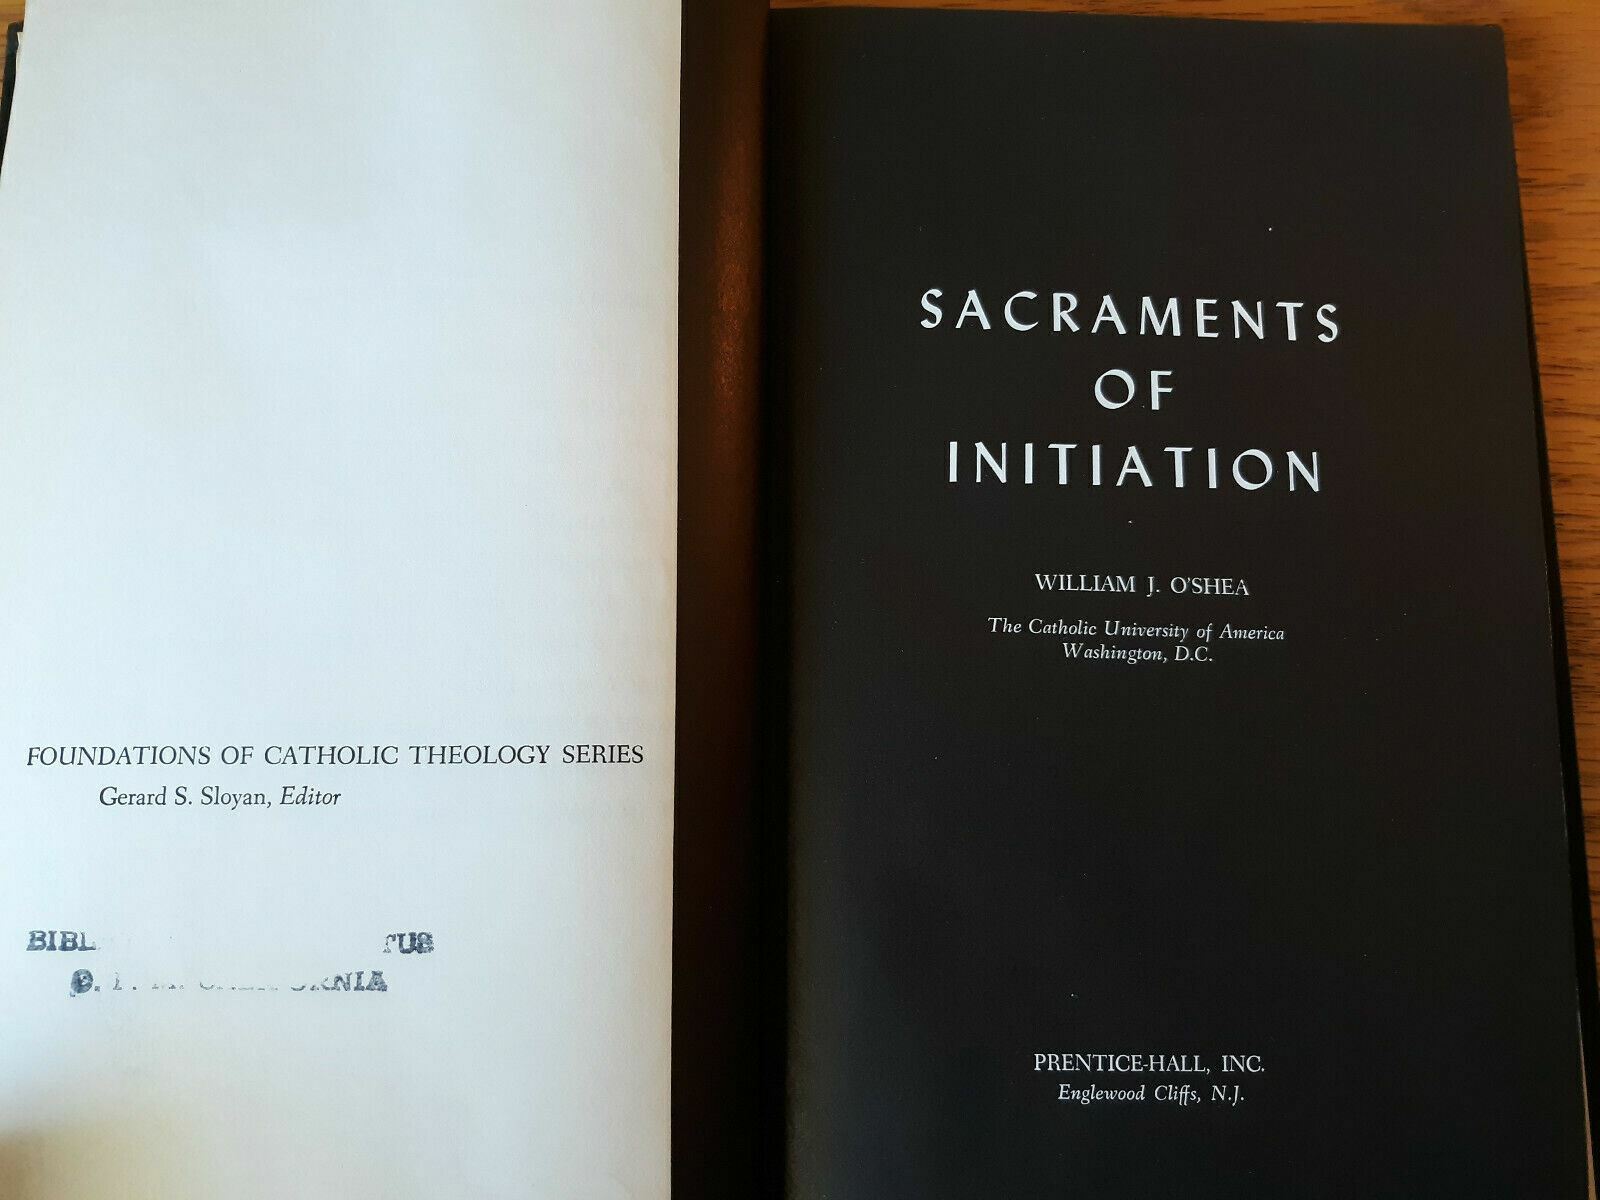 FOUNDATIONS OF CATHOLIC THEOLOGY SERIES
Gerard S. Sloyan, Editor
SACRAMENTS
OF
INITIATION
WILLIAM J. O'SHEA
The Catholic University of America
Washington, D.C.
PRENTICE-HALL, INC.
Englewood Cliffs, N.J.